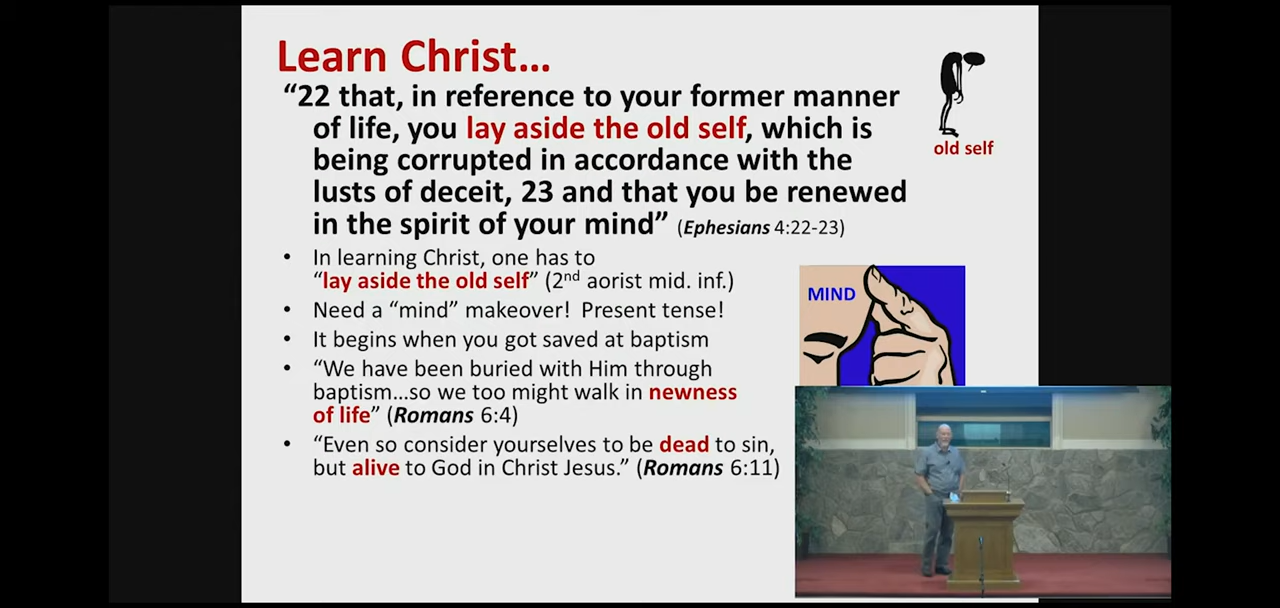 Learn Christ...
“22 that, in reference to your former manner
of life, you lay aside the old self, which is
being corrupted in accordance with the
lusts of deceit, 23 and that you be renewed
in the spirit of your mind” (Ephesians 4:22-23)
old self
• In learning Christ, one has to
“lay aside the old self” (2nd aorist mid. inf.)
• Need a “mind” makeover! Present tense!
• It begins when you got saved at baptism
• “We have been buried with Him through
baptism...so we too might walk in newness
of life” (Romans 6:4)
• “Even so consider yourselves to be dead to sin,
but alive to God in Christ Jesus.” (Romans 6:11)
MIND